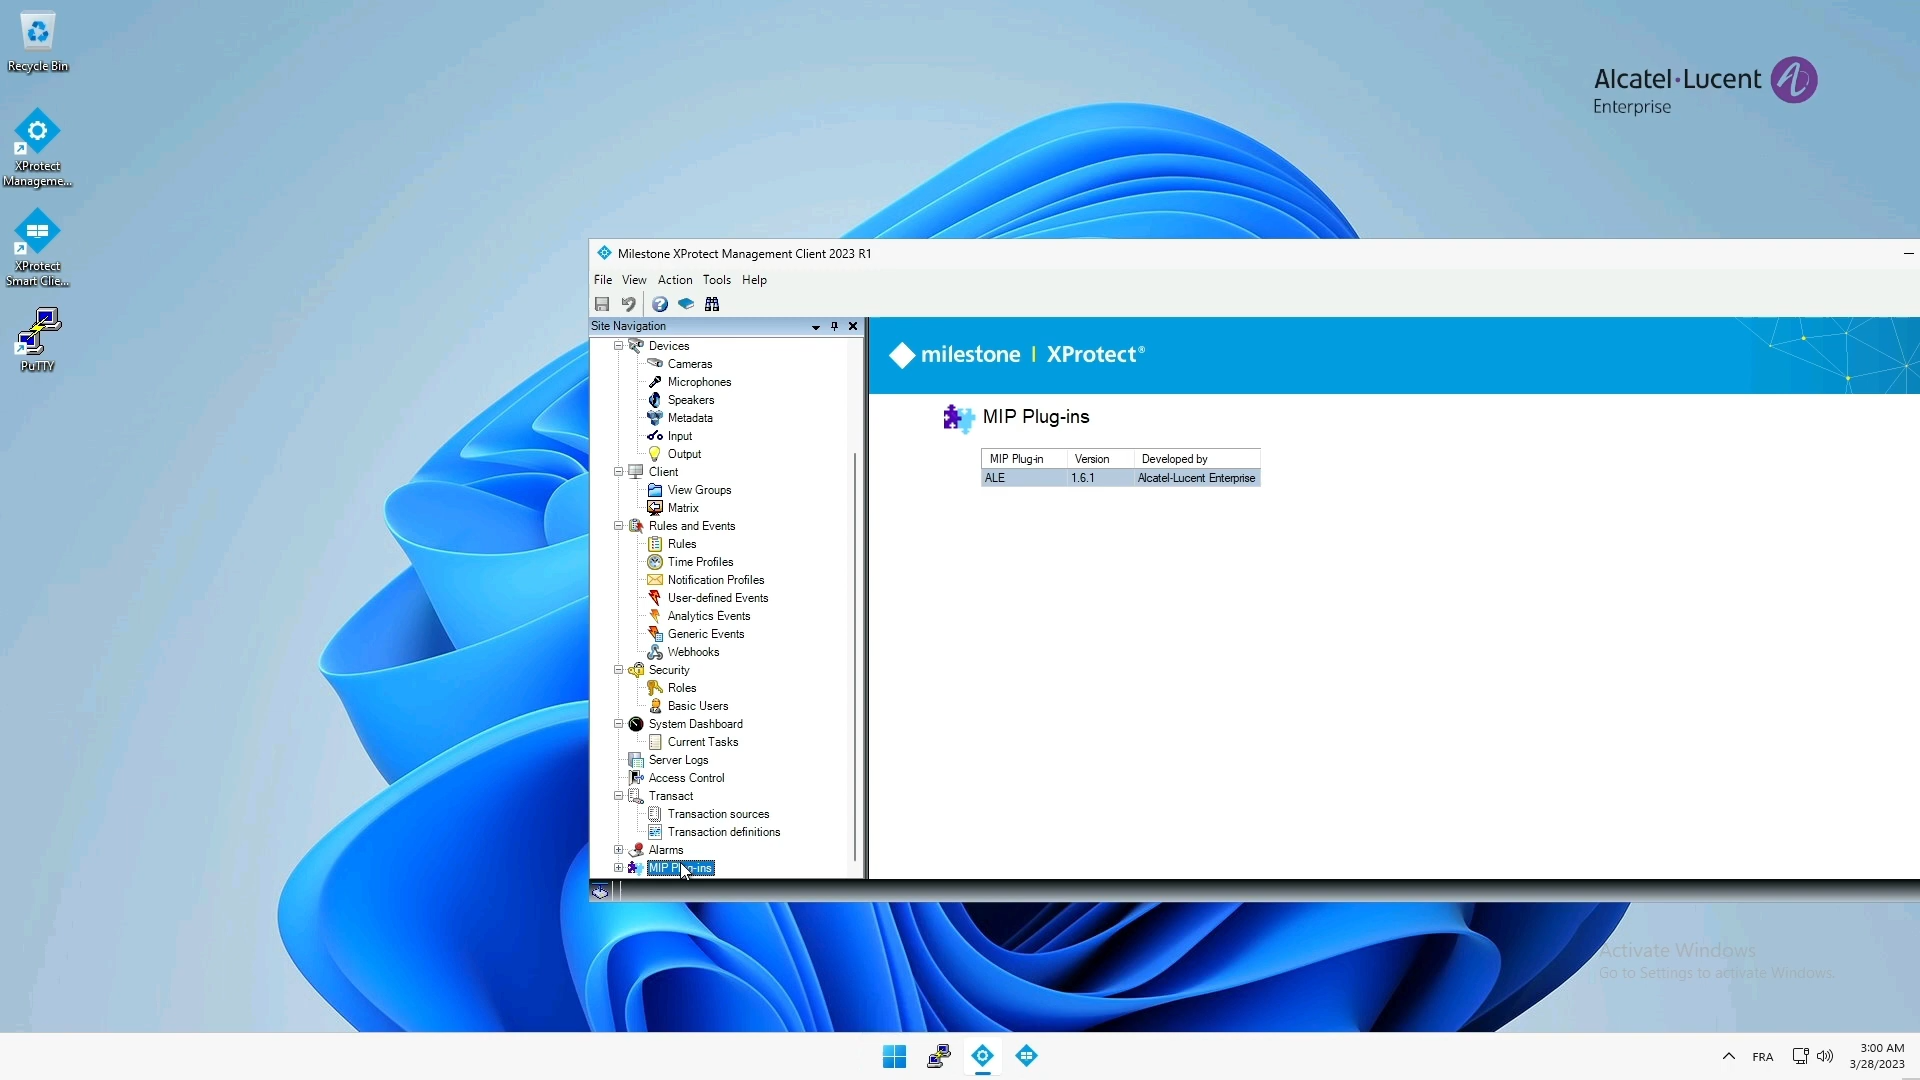 Recycle Bin
XProtect
Manageme...
XProtect
Smart Clie...
PuTTY
Alcatel·Lucent
Enterprise
Milestone XProtect Management Client 2023 R1
File View Action Tools Help
Site Navigation
Devices
Cameras
Microphones
Speakers
Metadata
Input
Output
Client
View Groups
Matrix
Rules and Events
Rules
Time Profiles
Notification Profiles
User-defined Events
Analytics Events
Generic Events
Webhooks
Security
Roles
Basic Users
System Dashboard
Current Tasks
Server Logs
Access Control
Transact
Transaction sources
Transaction definitions
Alarms
MIP Plug-ins
milestone | XProtect®
MIP Plug-ins
MIP Plug-in Version Developed by
ALE 1.6.1 Alcatel-Lucent Enterprise
Activate Windows
Go to Settings to activate Windows.
FRA
3:00 AM
3/28/2023